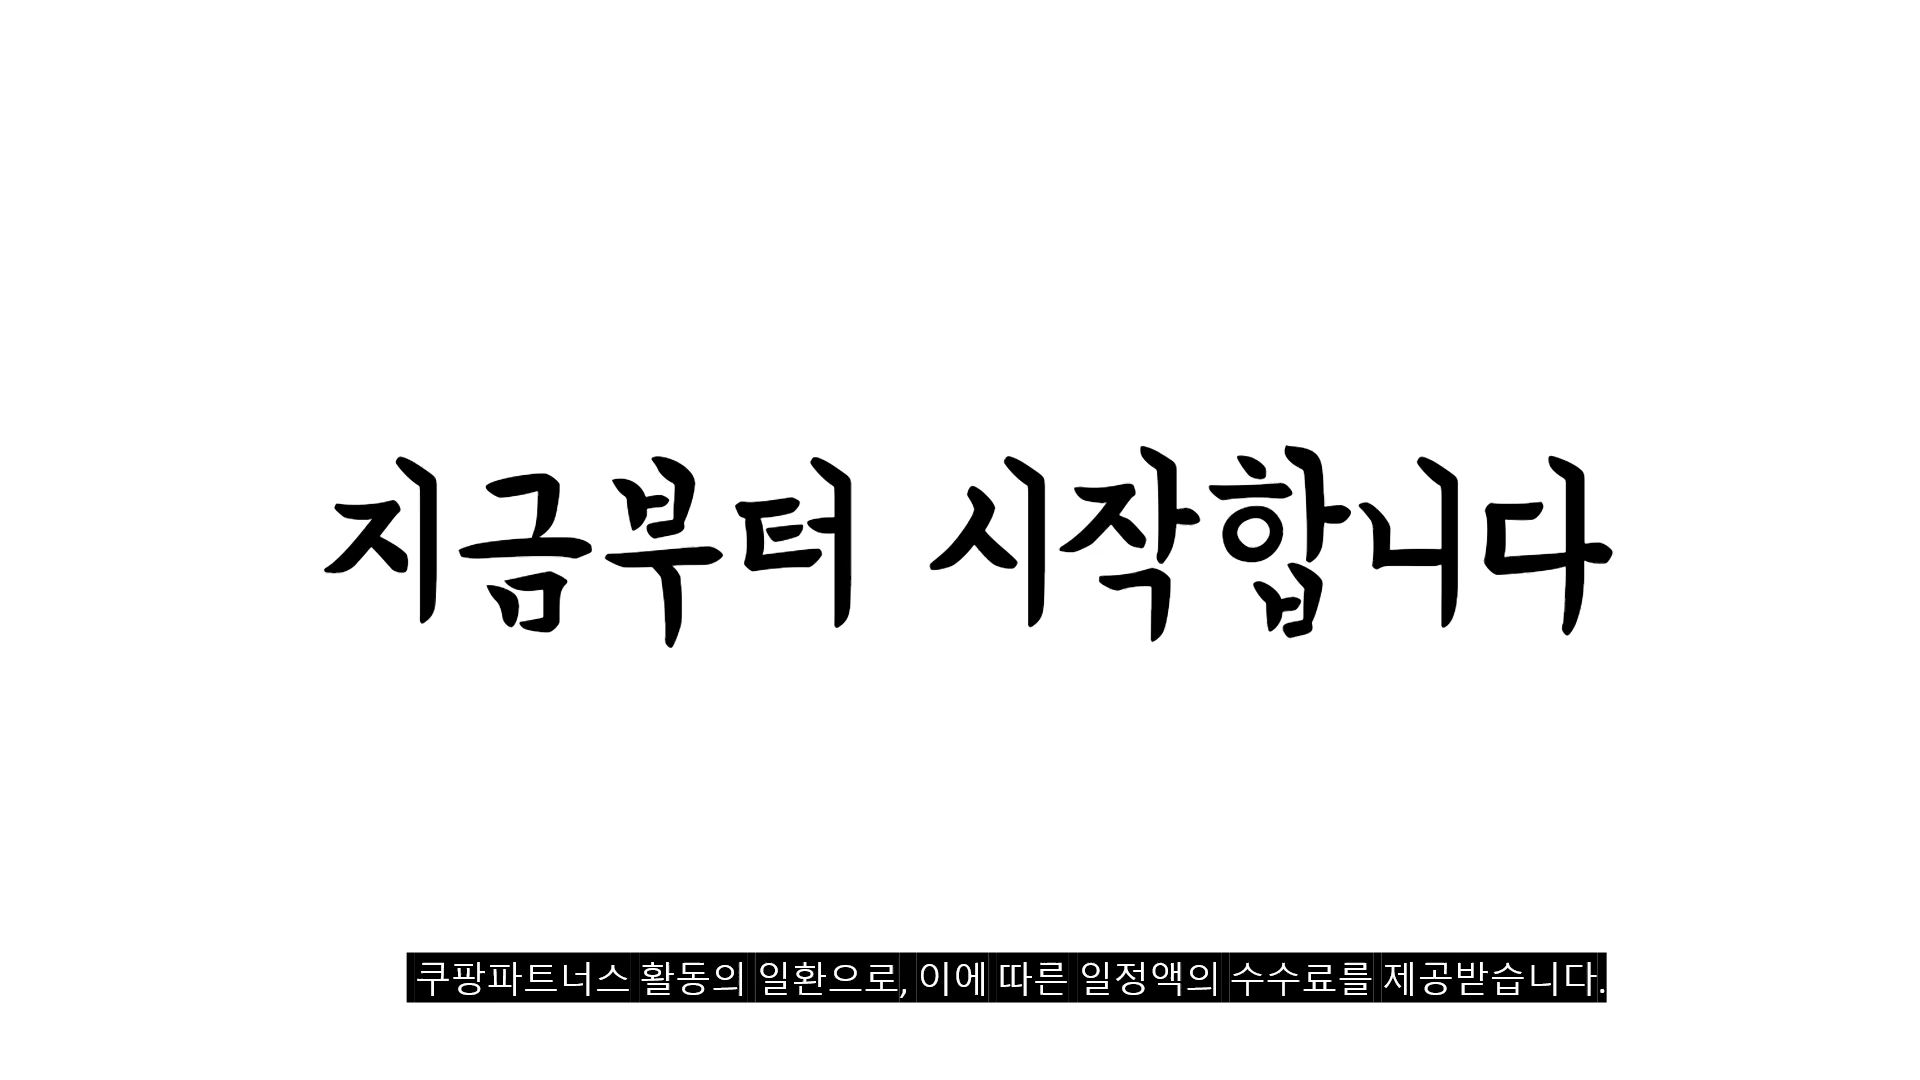 지금부터 시작합니다
쿠팡파트너스 활동의 일환으로, 이에 따른 일정액의 수수료를 제공받습니다.